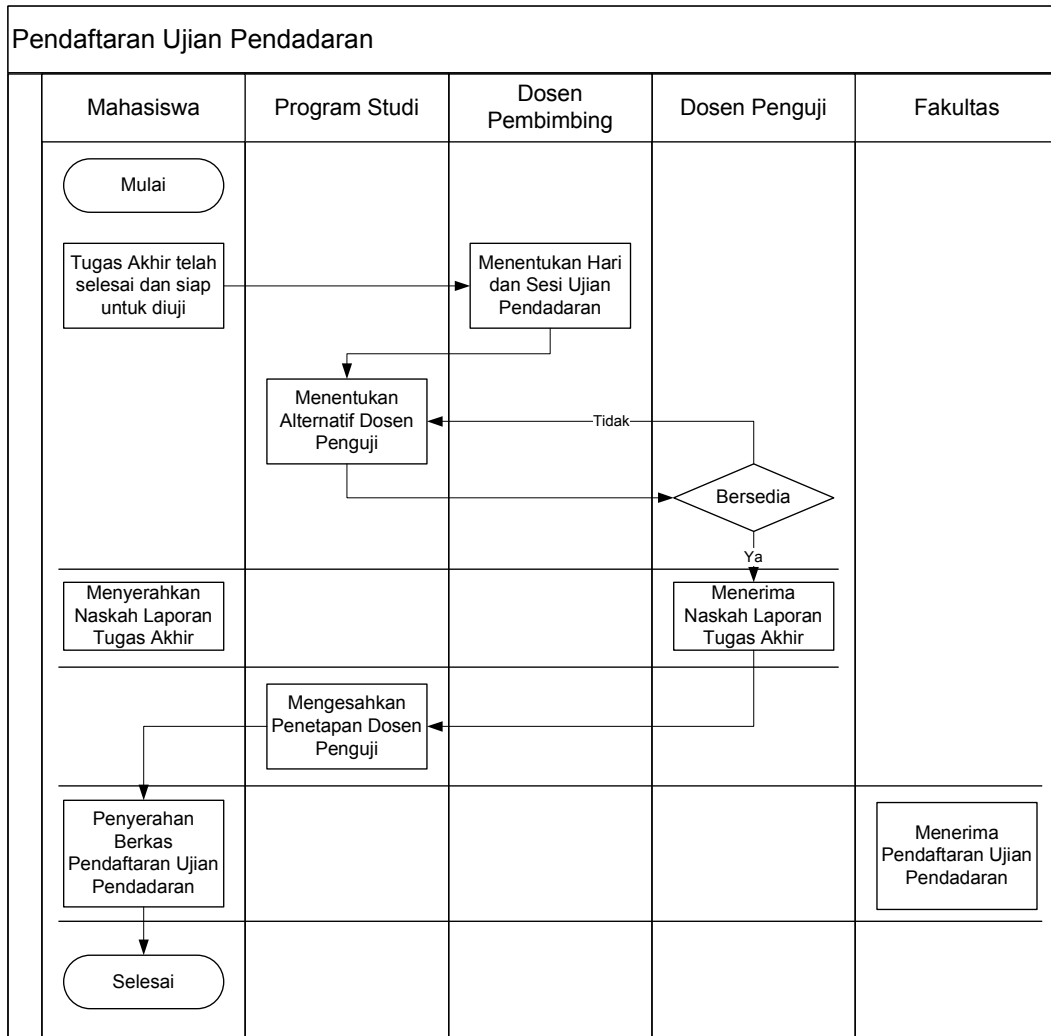 Pendaftaran Ujian Pendadaran
Mahasiswa
Program Studi
Dosen
Pembimbing
Dosen Penguji
Fakultas
Mulai
Tugas Akhir telah
selesai dan siap
untuk diuji
Menentukan Hari
dan Sesi Ujian
Pendadaran
Menentukan
Alternatif Dosen
Penguji
Tidak
Bersedia
Ya
Menyerahkan
Naskah Laporan
Tugas Akhir
Menerima
Naskah Laporan
Tugas Akhir
Mengesahkan
Penetapan Dosen
Penguji
Penyerahan
Berkas
Pendaftaran Ujian
Pendadaran
Menerima
Pendaftaran Ujian
Pendadaran
Selesai